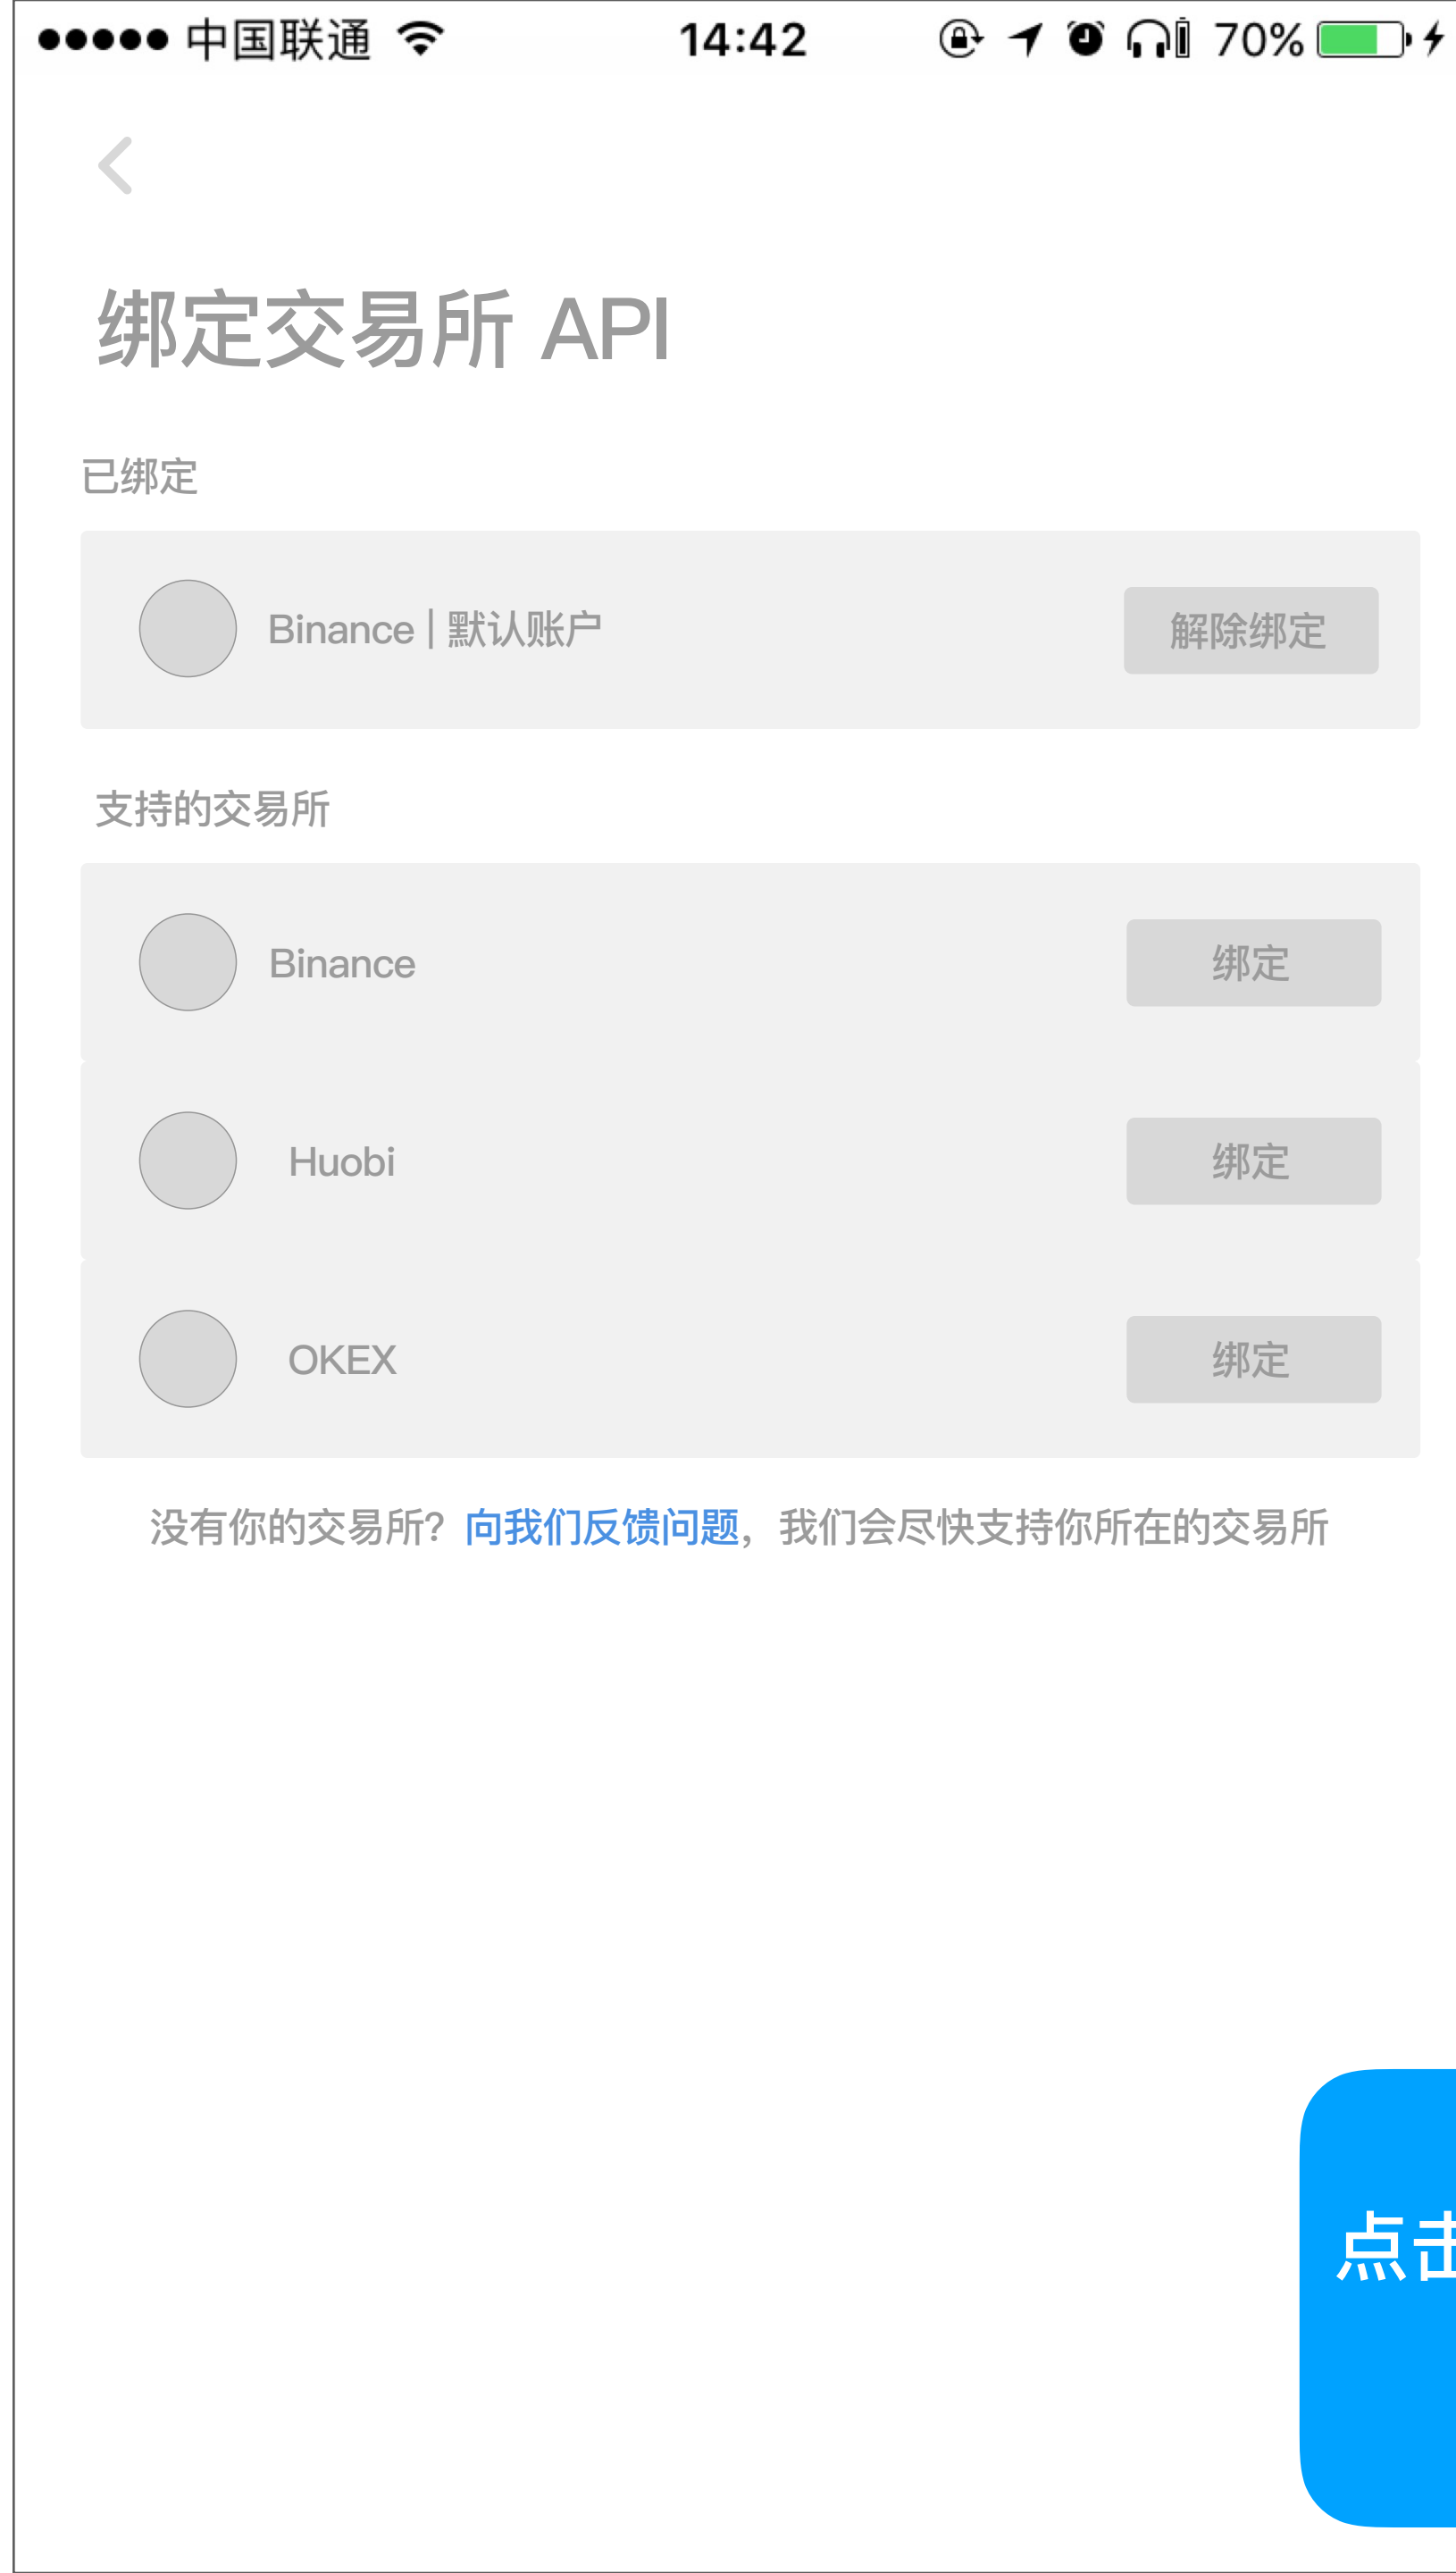 中国联通 14:42 70%
绑定交易所 API
已绑定
Binance | 默认账户 解除绑定
支持的交易所
Binance 绑定
Huobi 绑定
OKEX 绑定
没有你的交易所？向我们反馈问题，我们会尽快支持你所在的交易所
点击